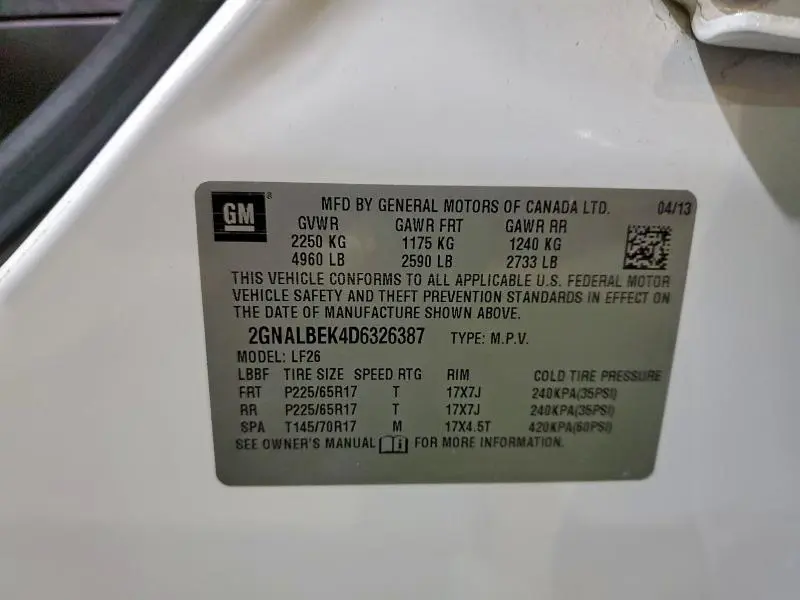 GM ® MFD BY GENERAL MOTORS OF CANADA LTD. 04/13
GVWR GAWR FRT GAWR RR
2250 KG 1175 KG 1240 KG
4960 LB 2590 LB 2733 LB
THIS VEHICLE CONFORMS TO ALL APPLICABLE U.S. FEDERAL MOTOR
VEHICLE SAFETY AND THEFT PREVENTION STANDARDS IN EFFECT ON
THE DATE OF MANUFACTURE SHOWN ABOVE.
2GNALBEK4D6326387 TYPE: M.P.V.
MODEL: LF26
LBBF TIRE SIZE SPEED RTG RIM COLD TIRE PRESSURE
FRT P225/65R17 T 17X7J 240KPA(35PSI)
RR P225/65R17 T 17X7J 240KPA(35PSI)
SPA T145/70R17 M 17X4.5T 420KPA(60PSI)
SEE OWNER'S MANUAL i FOR MORE INFORMATION.